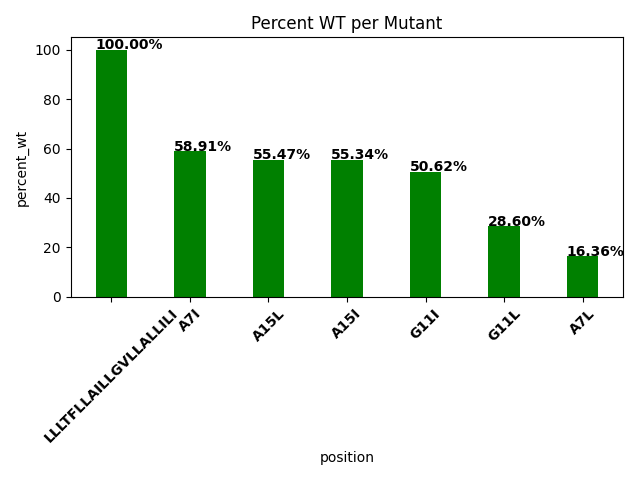 Percent WT per Mutant
percent_wt
100
80
60
40
20
0
100.00%
58.91%
55.47%
55.34%
50.62%
28.60%
16.36%
LLLTFLLAILLGVLLALLILI
A7I
A15L
A15I
G11I
G11L
A7L
position